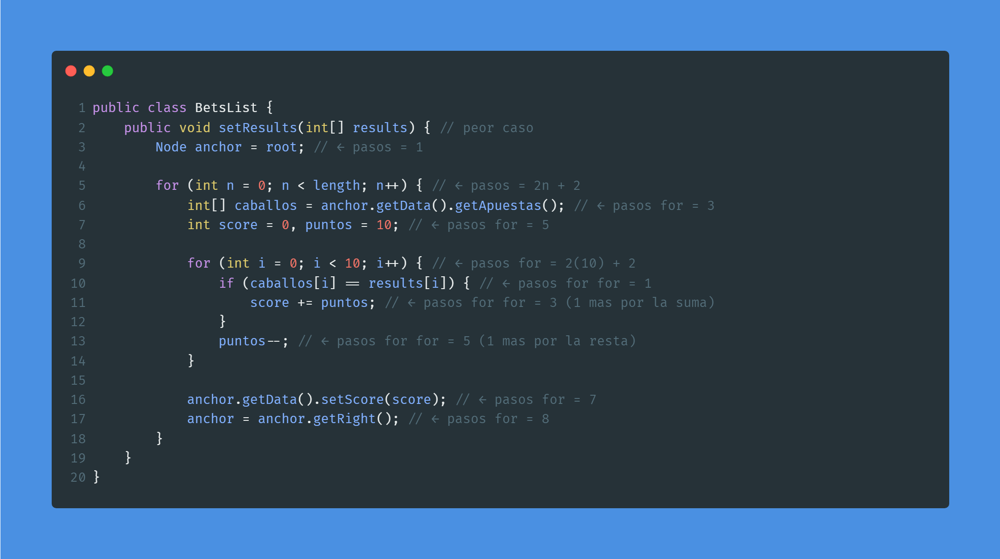 1 public class BetsList {
2     public void setResults(int[] results) { // peor caso
3         Node anchor = root; // ← pasos = 1
4
5         for (int n = 0; n < length; n++) { // ← pasos = 2n + 2
6             int[] caballos = anchor.getData().getApuestas(); // ← pasos for = 3
7             int score = 0, puntos = 10; // ← pasos for = 5
8
9             for (int i = 0; i < 10; i++) { // ← pasos for = 2(10) + 2
10                 if (caballos[i] == results[i]) { // ← pasos for for = 1
11                     score += puntos; // ← pasos for for = 3 (1 mas por la suma)
12                 }
13                 puntos--; // ← pasos for for = 5 (1 mas por la resta)
14             }
15
16             anchor.getData().setScore(score); // ← pasos for = 7
17             anchor = anchor.getRight(); // ← pasos for = 8
18         }
19     }
20 }